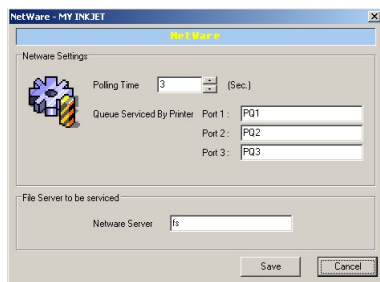 NetWare - MY INKJET
NetWare
Netware Settings
Polling Time 3 (Sec.)
Queue Serviced By Printer Port 1 : PQ1
Port 2 : PQ2
Port 3 : PQ3
File Server to be serviced
Netware Server fs
Save Cancel